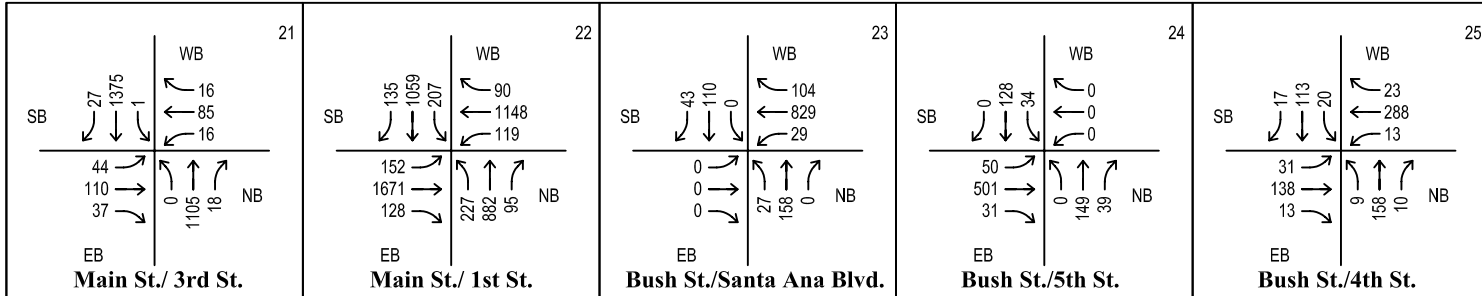 21
WB
27 1375 1
16
85
16
SB
44
110
37
0 1105 18
NB
EB
Main St./ 3rd St.
22
WB
135 1059 207
90
1148
119
SB
152
1671
128
227 882 95
NB
EB
Main St./ 1st St.
23
WB
43 110 0
104
829
29
SB
0
0
0
27 158 0
NB
EB
Bush St./Santa Ana Blvd.
24
WB
0 128 34
0
0
0
SB
50
501
31
0 149 39
NB
EB
Bush St./5th St.
25
WB
17 113 20
23
288
13
SB
31
138
13
9 158 10
NB
EB
Bush St./4th St.